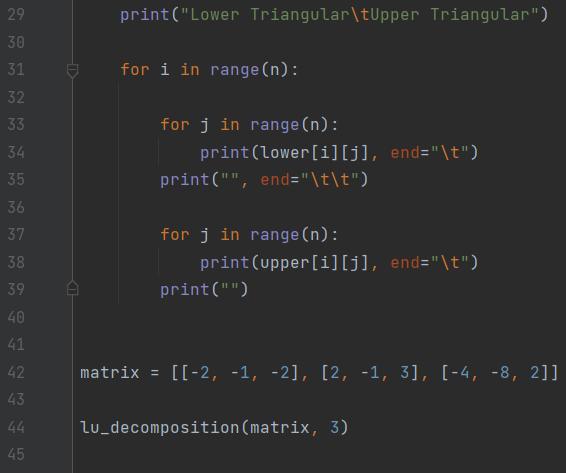 29 print("Lower Triangular\tUpper Triangular")
30
31 for i in range(n):
32
33 for j in range(n):
34 print(lower[i][j], end="\t")
35 print("", end="\t\t")
36
37 for j in range(n):
38 print(upper[i][j], end="\t")
39 print("")
40
41
42 matrix = [[-2, -1, -2], [2, -1, 3], [-4, -8, 2]]
43
44 lu_decomposition(matrix, 3)
45